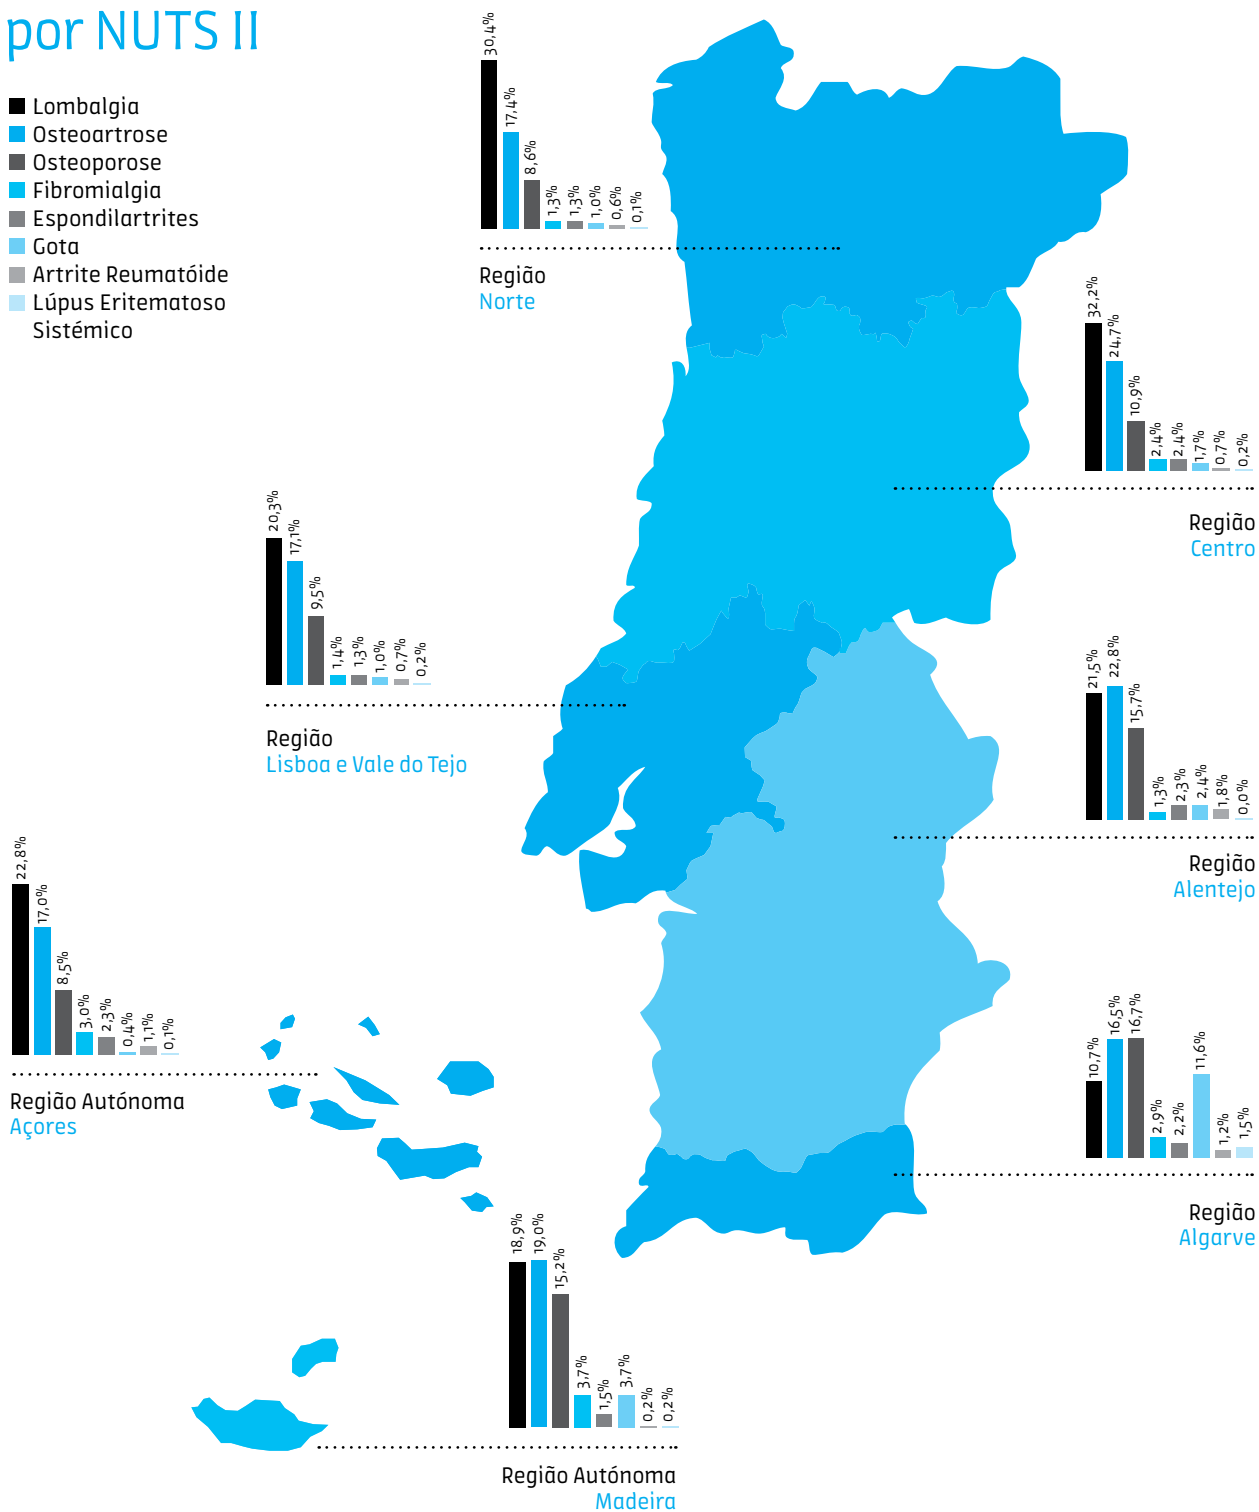 por NUTS II
Lombalgia
Osteoartrose
Osteoporose
Fibromialgia
Espondilartrites
Gota
Artrite Reumatóide
Lúpus Eritematoso
Sistémico
30,4%
17,4%
8,6%
1,3%
1,3%
1,0%
0,6%
0,1%
Região
Norte
32,2%
24,7%
10,9%
2,4%
2,4%
1,7%
0,7%
0,2%
Região
Centro
20,3%
17,1%
9,5%
1,4%
1,3%
1,0%
0,7%
0,2%
Região
Lisboa e Vale do Tejo
21,5%
22,8%
15,7%
1,3%
2,3%
2,4%
1,8%
0,0%
Região
Alentejo
22,8%
17,0%
8,5%
3,0%
2,3%
0,4%
1,1%
0,1%
Região Autónoma
Açores
10,7%
16,5%
16,7%
2,9%
2,2%
11,6%
1,2%
1,5%
Região
Algarve
18,9%
19,0%
15,2%
3,7%
1,5%
3,7%
0,2%
0,2%
Região Autónoma
Madeira